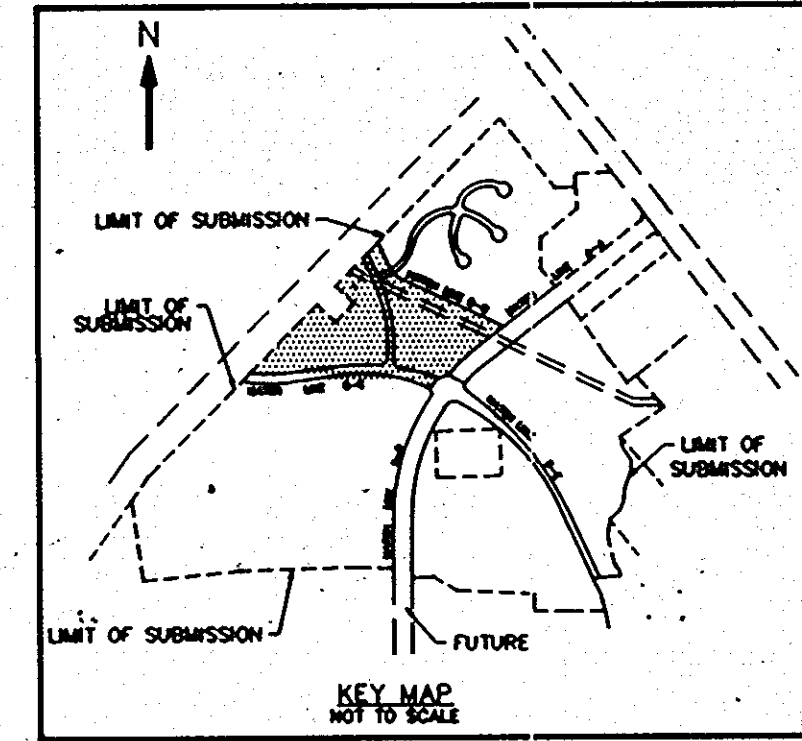 N
LIMIT OF SUBMISSION
LIMIT OF
SUBMISSION
LIMIT OF
SUBMISSION
LIMIT OF SUBMISSION
FUTURE
KEY MAP
NOT TO SCALE